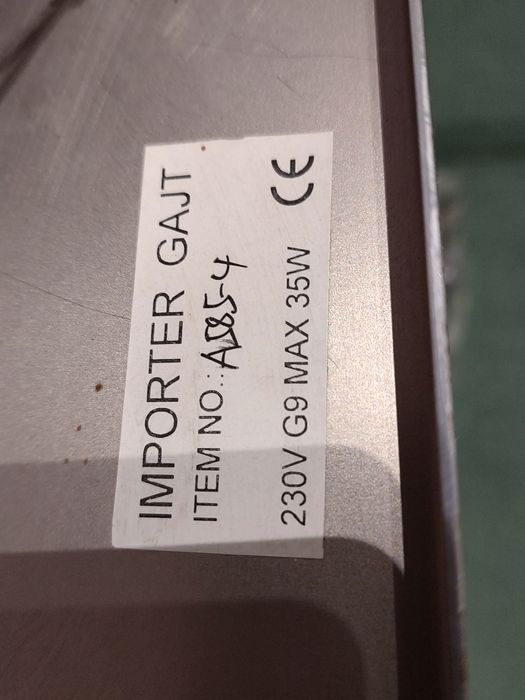 IMPORTER GAJT
ITEM NO.:
230V G9 MAX 35W CE